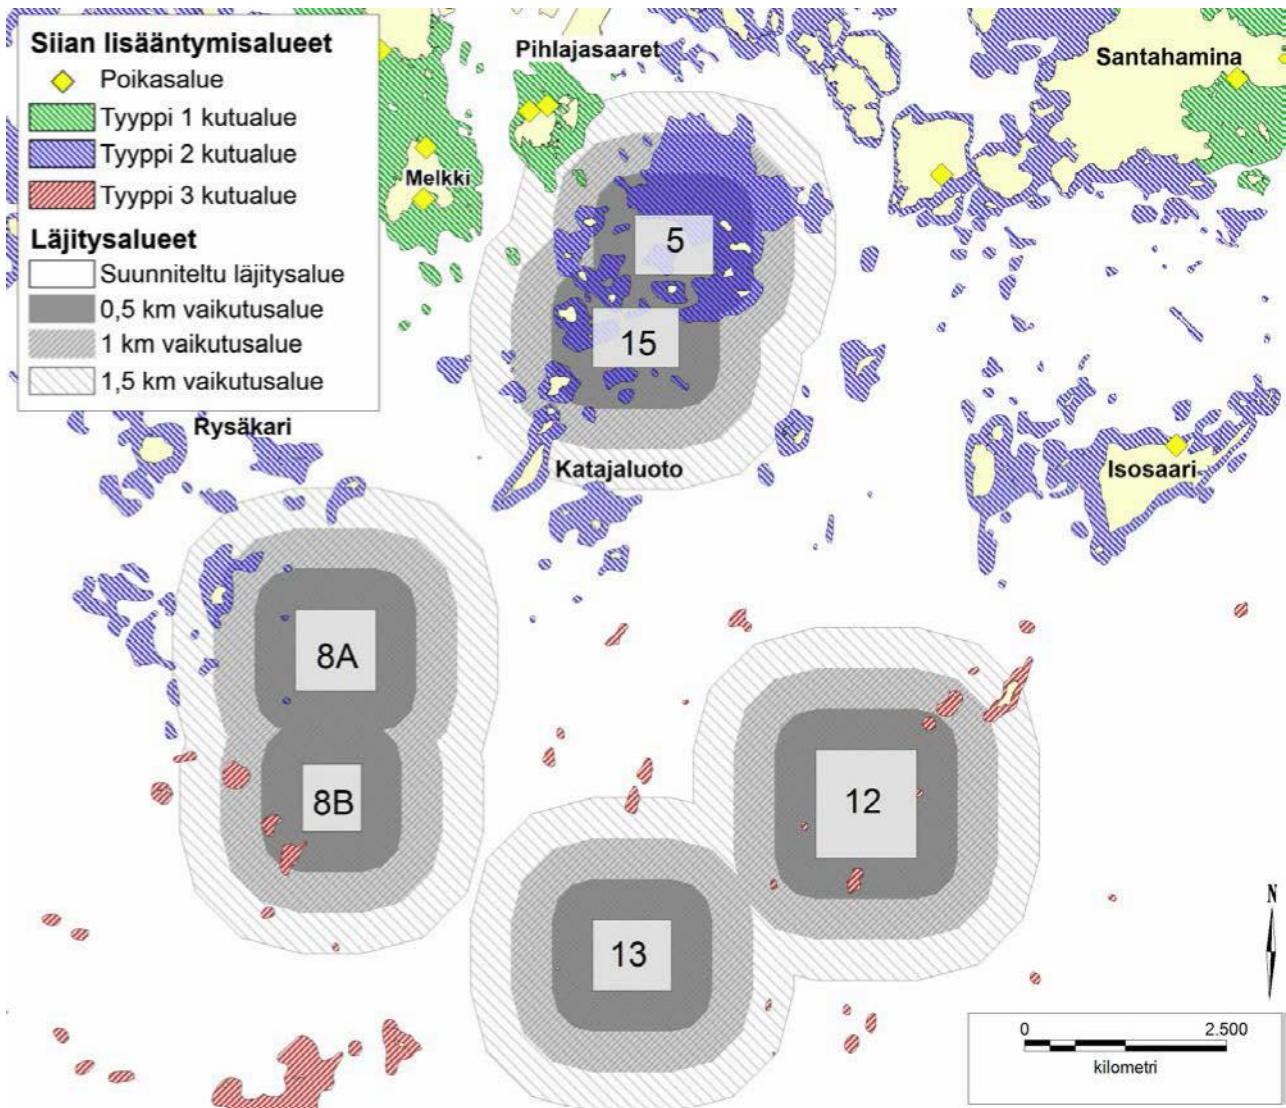 Siian lisääntymisalueet
Poikasalue
Tyyppi 1 kutualue
Tyyppi 2 kutualue
Tyyppi 3 kutualue
Läjitysalueet
Suunniteltu läjitysalue
0,5 km vaikutusalue
1 km vaikutusalue
1,5 km vaikutusalue
Pihlajasaaret
Santahamina
Melkki
5
15
Rysäkari
Katajaluoto
Isosaari
8A
8B
12
13
N
0 2.500
kilometri